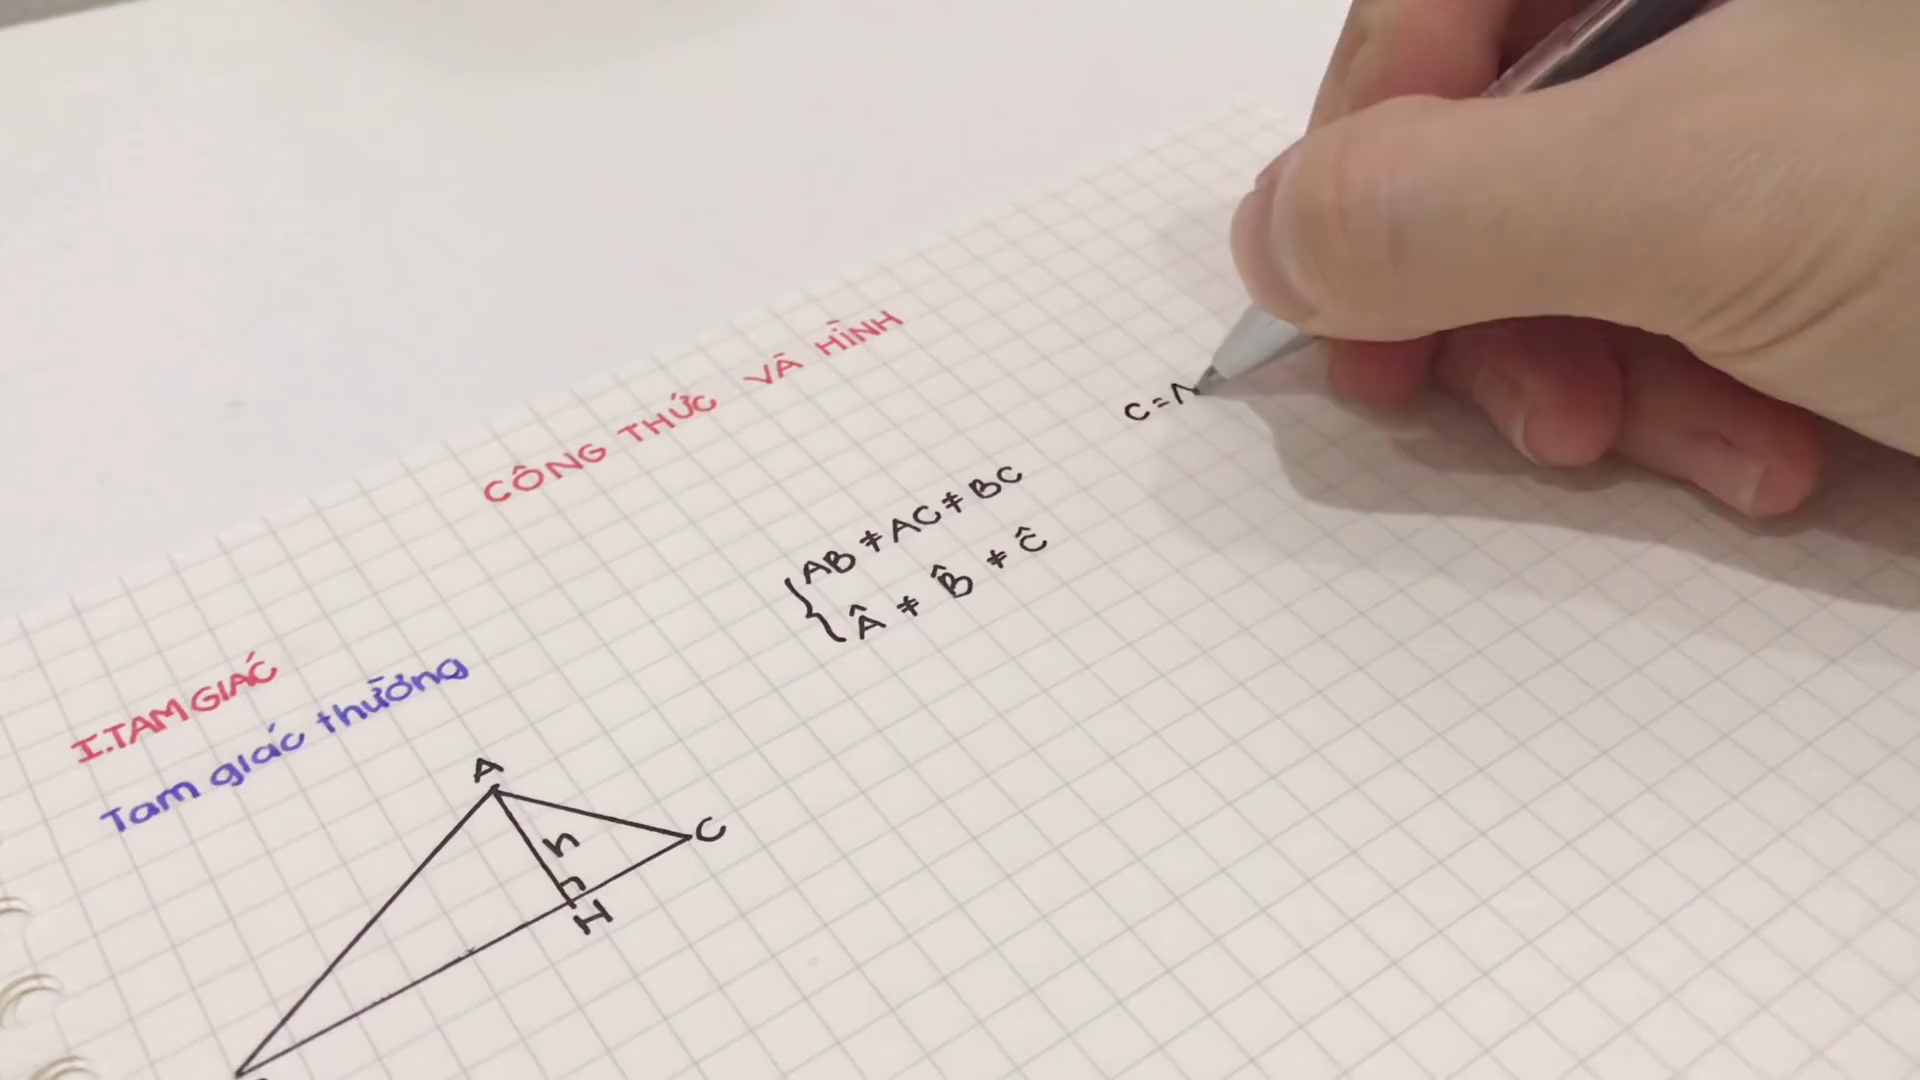 CÔNG THỨC VÀ HÌNH
I.TAM GIÁC
Tam giác thường
AB ≠ AC ≠ BC
Â ≠ B̂ ≠ Ĉ
C =
A
h
C
H